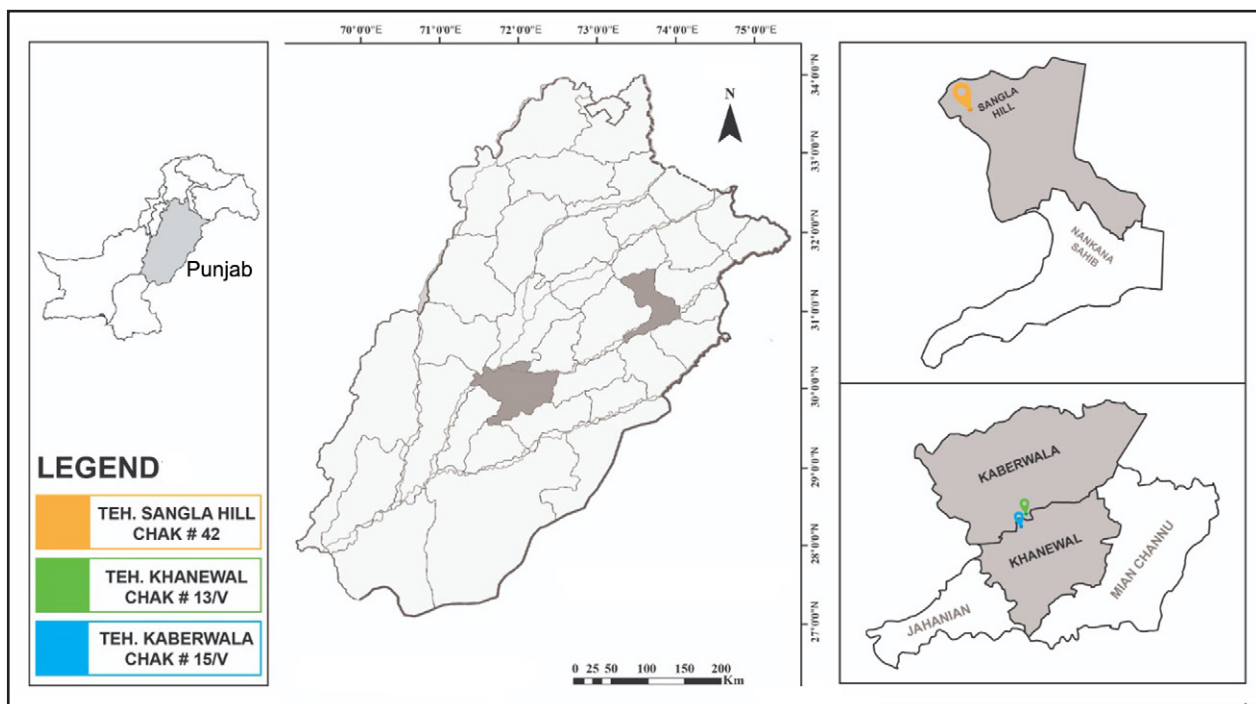 70°0'0"E
71°0'0"E
72°0'0"E
73°0'0"E
74°0'0"E
75°0'0"E
34°0'0"N
33°0'0"N
32°0'0"N
31°0'0"N
30°0'0"N
29°0'0"N
28°0'0"N
27°0'0"N
N
Punjab
LEGEND
TEH. SANGLA HILL
CHAK # 42
TEH. KHANEWAL
CHAK # 13/V
TEH. KABERWALA
CHAK # 15/V
0 25 50 100 150 200
Km
SANGLA
HILL
NANKANA
SAHIB
KABERWALA
KHANEWAL
MIAN CHANNU
JAHANIAN